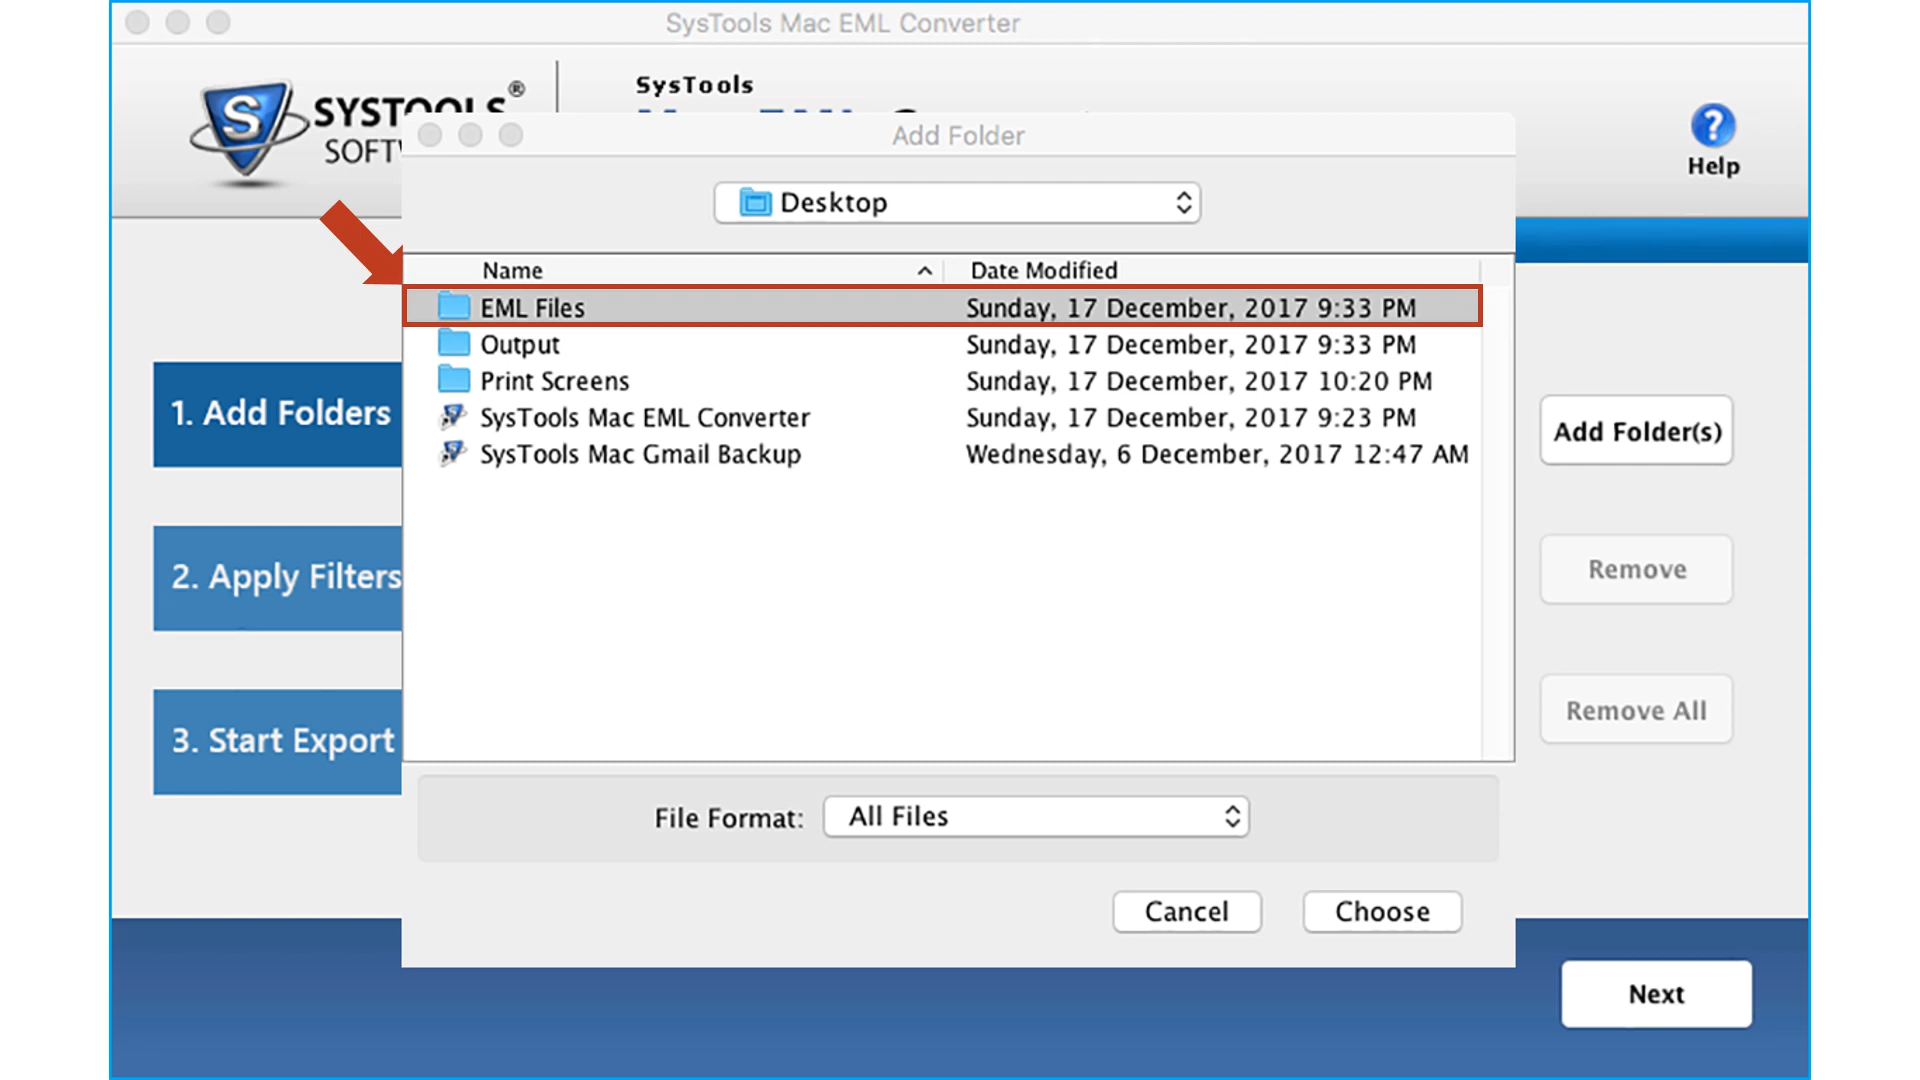 SysTools Mac EML Converter
SYSTOOLS®
SysTools
Help
Add Folder
Desktop
Name Date Modified
EML Files Sunday, 17 December, 2017 9:33 PM
Output Sunday, 17 December, 2017 9:33 PM
Print Screens Sunday, 17 December, 2017 10:20 PM
SysTools Mac EML Converter Sunday, 17 December, 2017 9:23 PM
SysTools Mac Gmail Backup Wednesday, 6 December, 2017 12:47 AM
1. Add Folders
2. Apply Filters
3. Start Export
Add Folder(s)
Remove
Remove All
File Format: All Files
Cancel Choose
Next